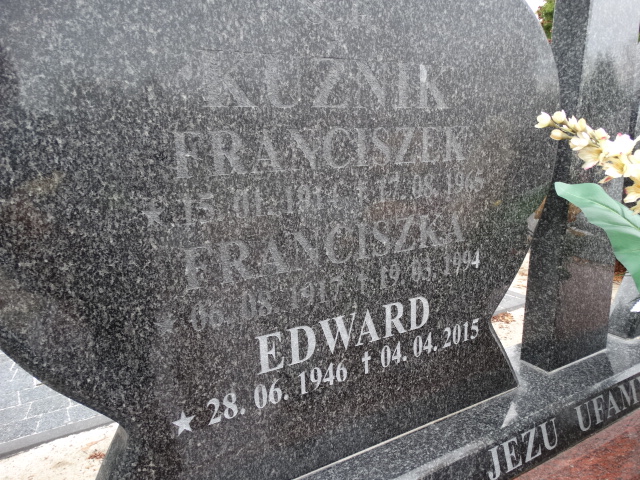 KUŹNIK
FRANCISZEK
★ 15. 01. 191 17. 08. 1965
FRANCISZKA
★ 06. 08. 1917 19. 03. 1994
EDWARD
★ 28. 06. 1946 † 04. 04. 2015
JEZU UFAM